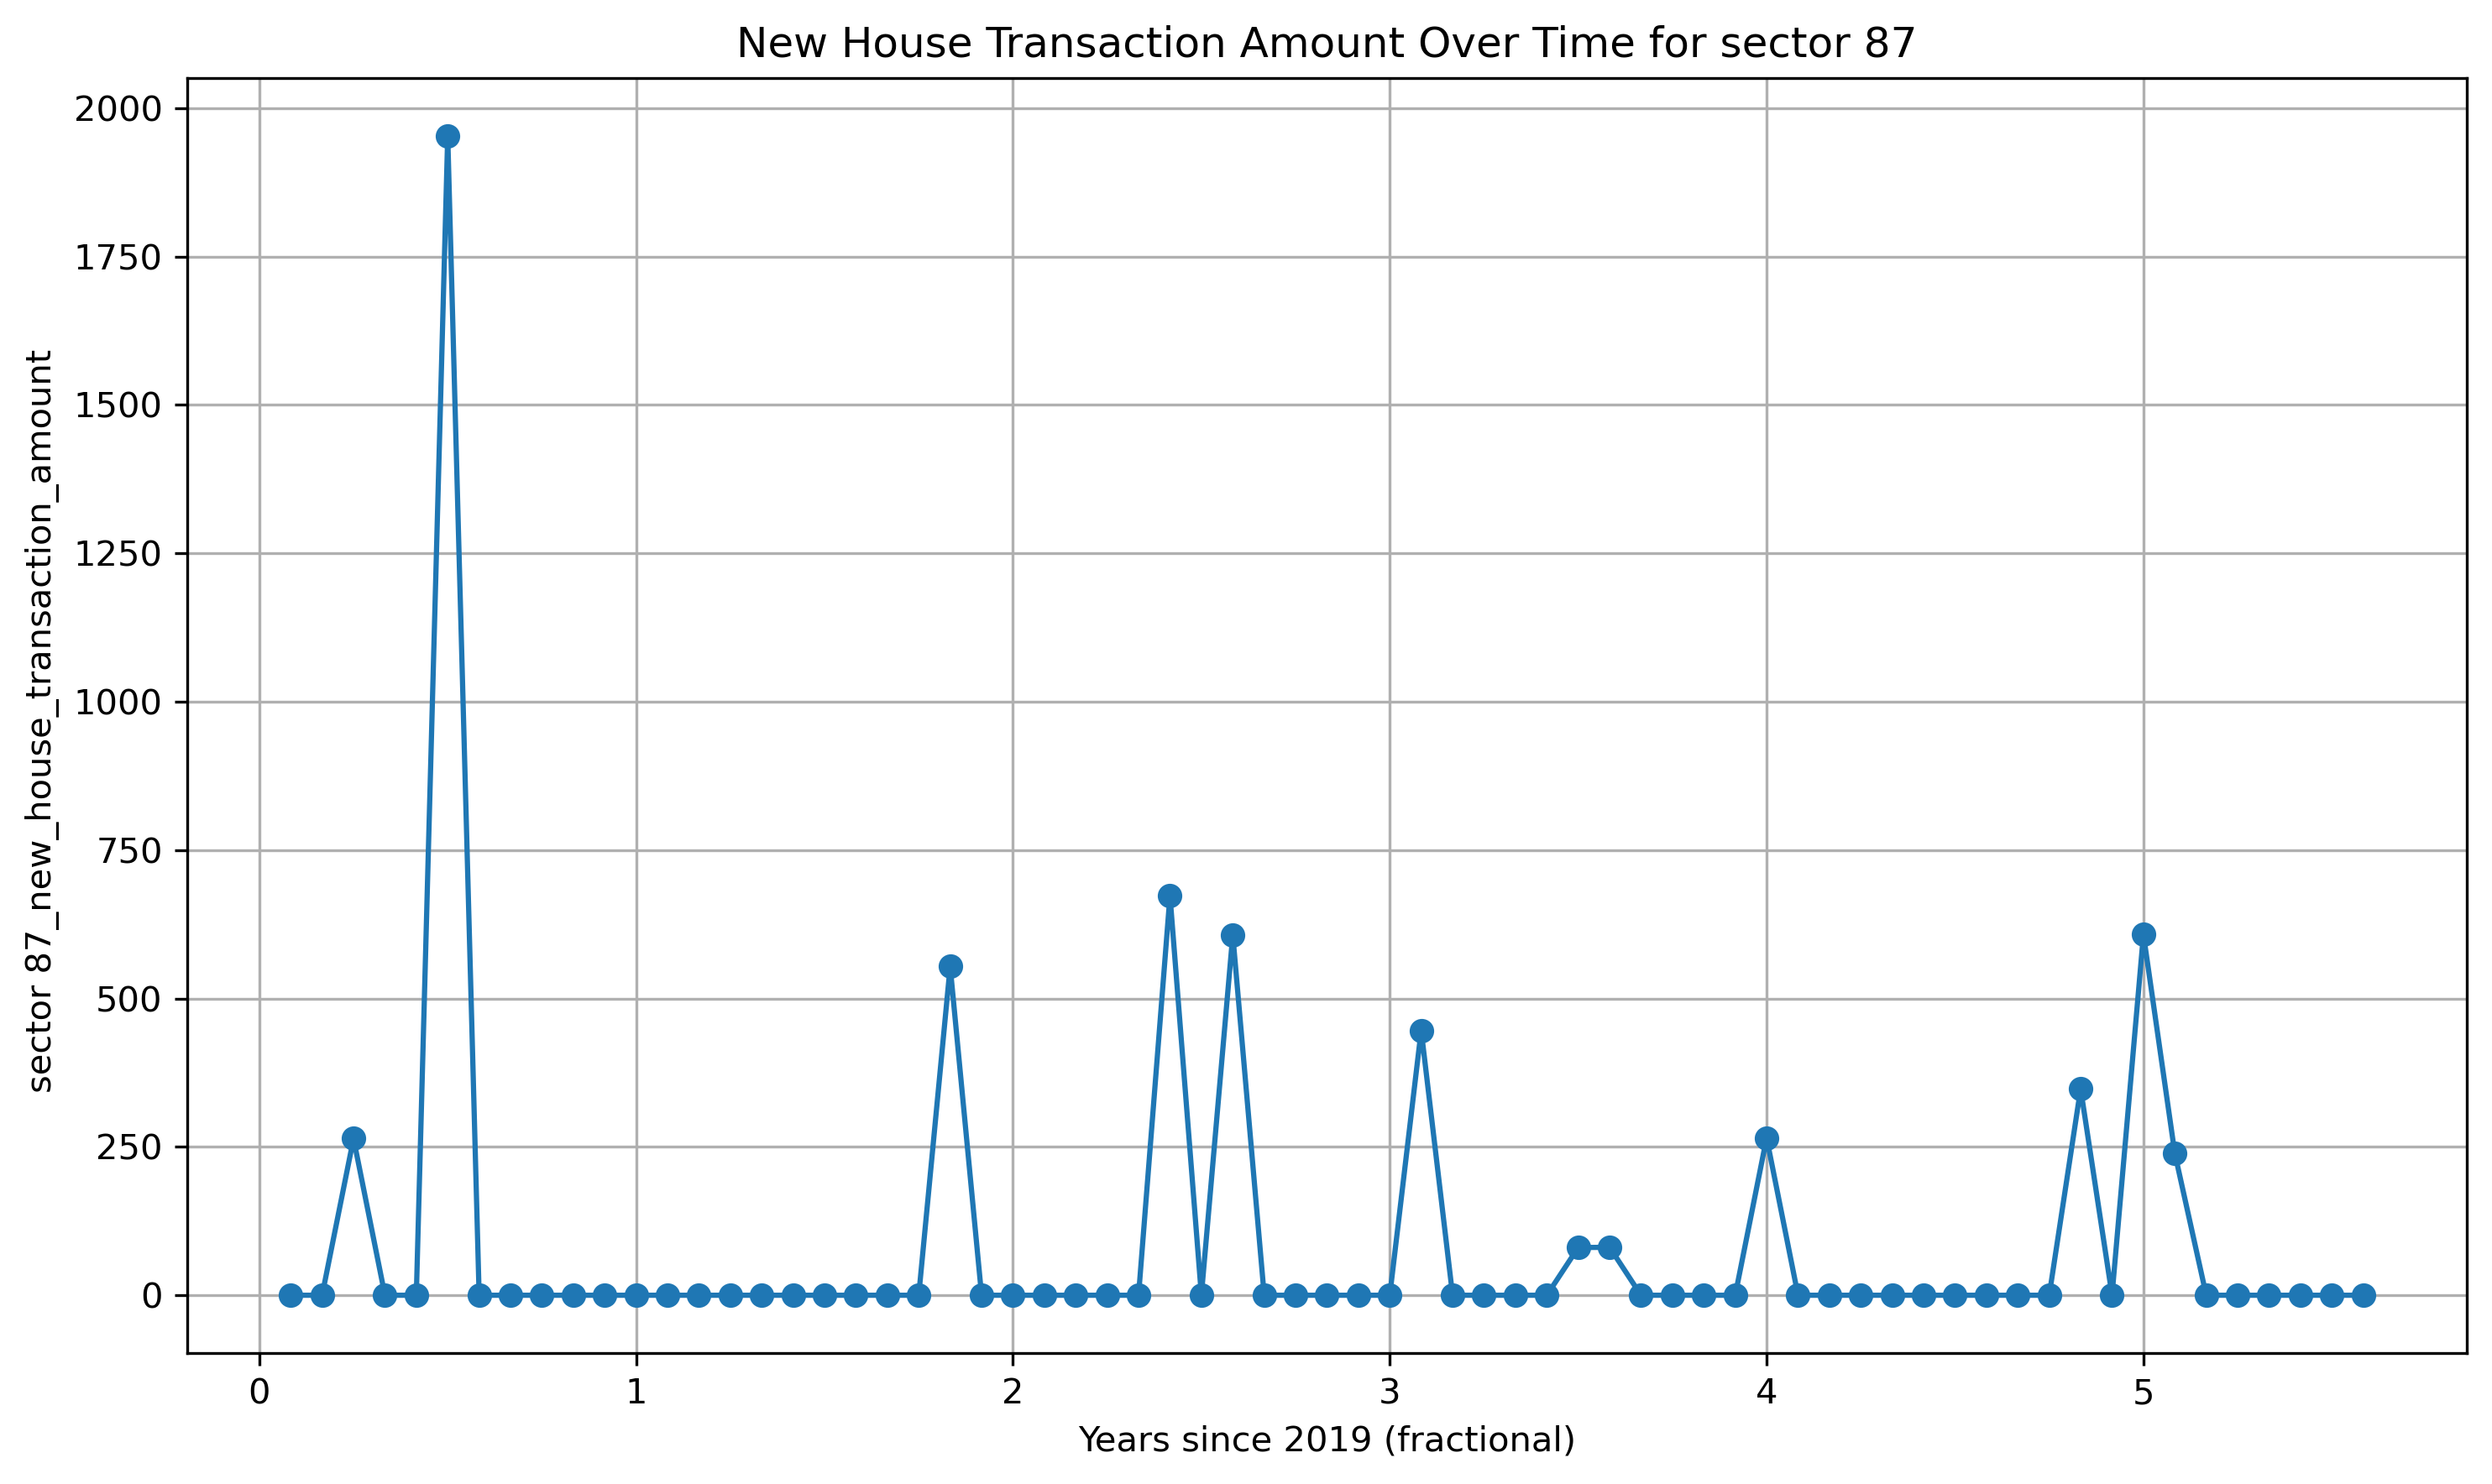 New House Transaction Amount Over Time for sector 87
sector 87_new_house_transaction_amount
2000
1750
1500
1250
1000
750
500
250
0
0 1 2 3 4 5
Years since 2019 (fractional)